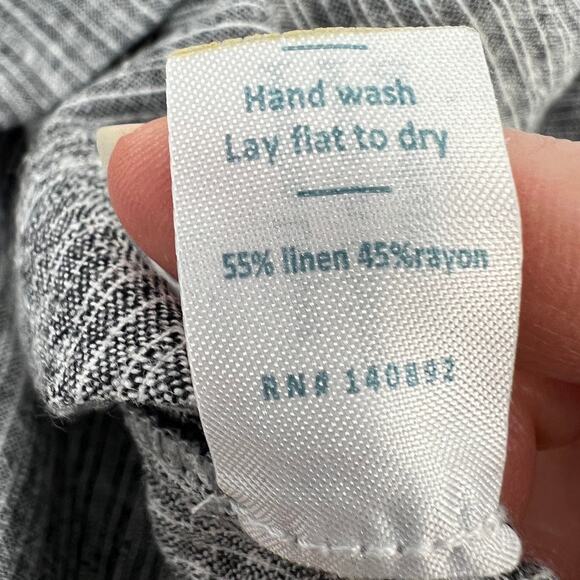 Hand wash
Lay flat to dry
55% linen 45%rayon
RN# 140892